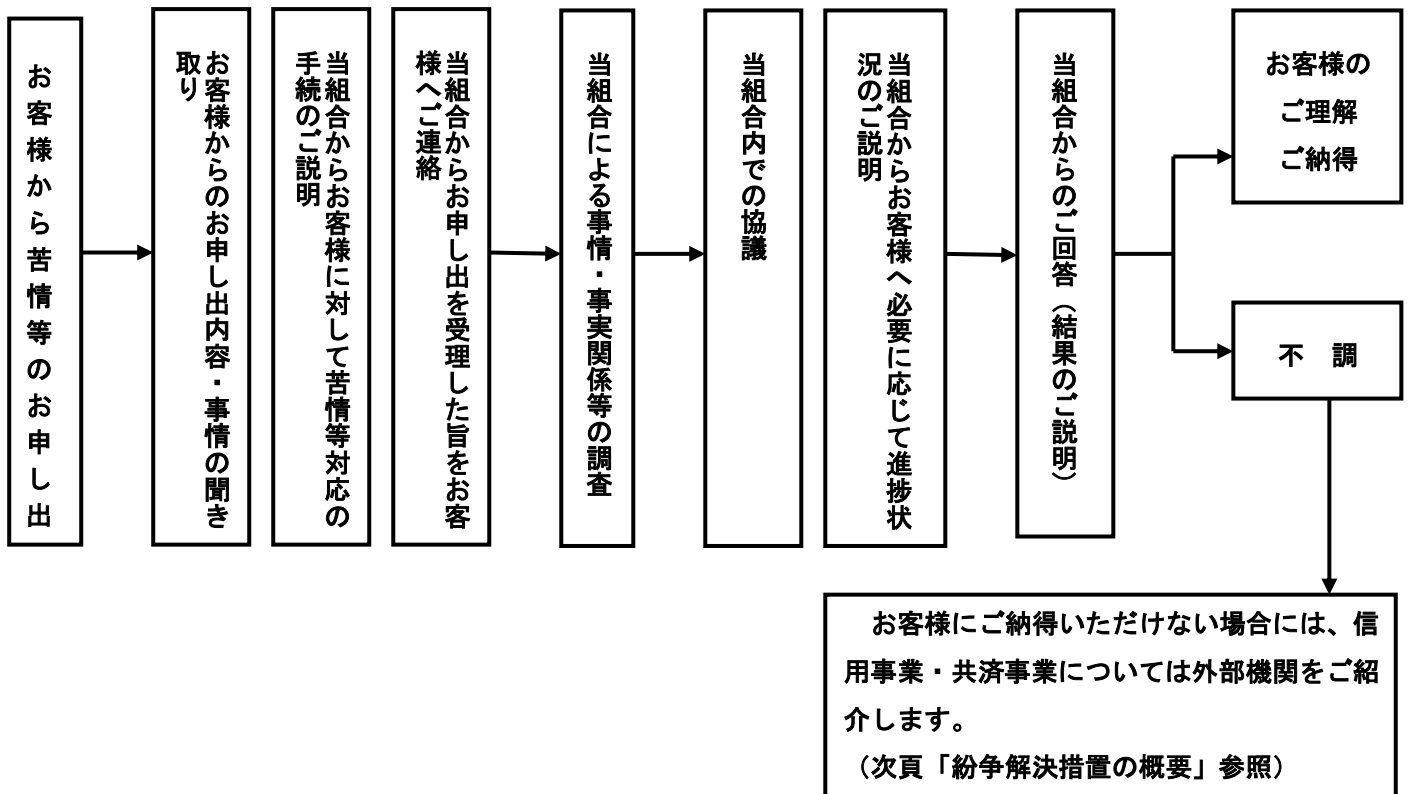 お客様から苦情等のお申し出
お客様からのお申し出内容・事情の聞き
取り
当組合からお客様に対して苦情等対応の
手続のご説明
当組合からお申し出を受理した旨をお客
様へご連絡
当組合による事情・事実関係等の調査
当組合内での協議
当組合からお客様へ必要に応じて進捗状
況のご説明
当組合からのご回答（結果のご説明）
お客様の
ご理解
ご納得
不　調
お客様にご納得いただけない場合には、信
用事業・共済事業については外部機関をご紹
介します。
（次頁「紛争解決措置の概要」参照）